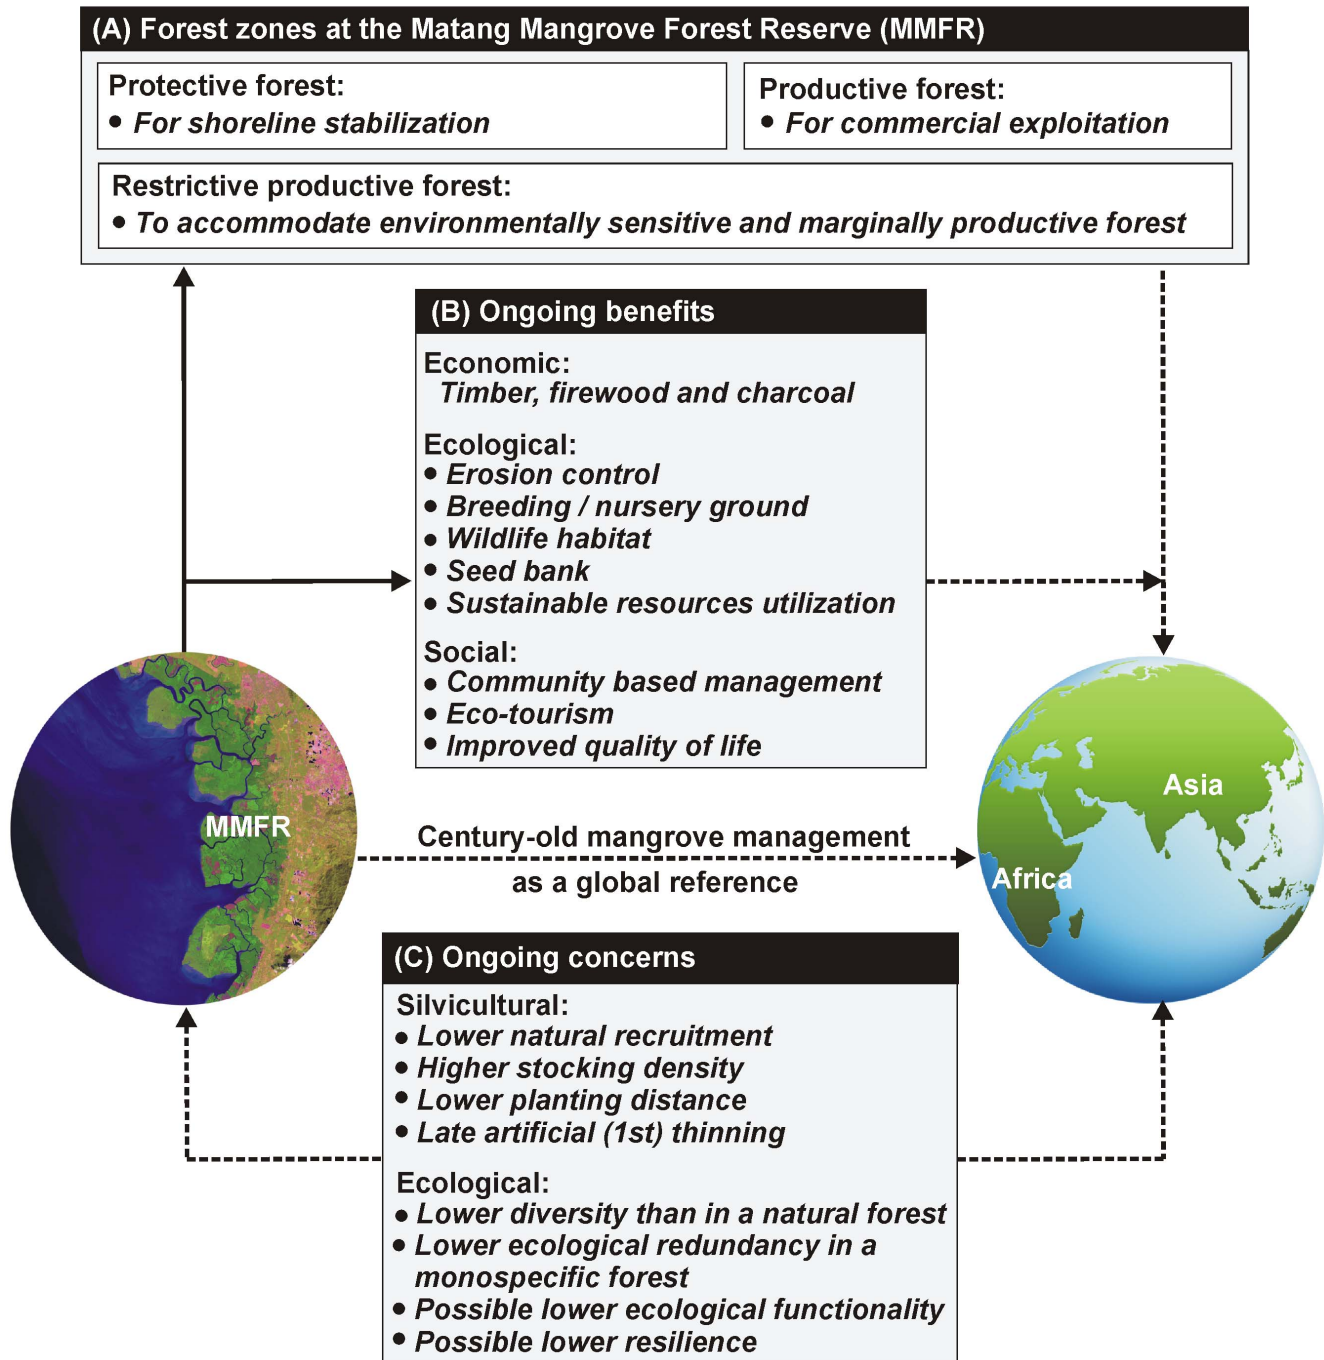 (A) Forest zones at the Matang Mangrove Forest Reserve (MMFR)
Protective forest:
• For shoreline stabilization
Productive forest:
• For commercial exploitation
Restrictive productive forest:
• To accommodate environmentally sensitive and marginally productive forest
(B) Ongoing benefits
Economic:
Timber, firewood and charcoal
Ecological:
• Erosion control
• Breeding / nursery ground
• Wildlife habitat
• Seed bank
• Sustainable resources utilization
Social:
• Community based management
• Eco-tourism
• Improved quality of life
MMFR
Century-old mangrove management
as a global reference
Asia
Africa
(C) Ongoing concerns
Silvicultural:
• Lower natural recruitment
• Higher stocking density
• Lower planting distance
• Late artificial (1st) thinning
Ecological:
• Lower diversity than in a natural forest
• Lower ecological redundancy in a
monospecific forest
• Possible lower ecological functionality
• Possible lower resilience